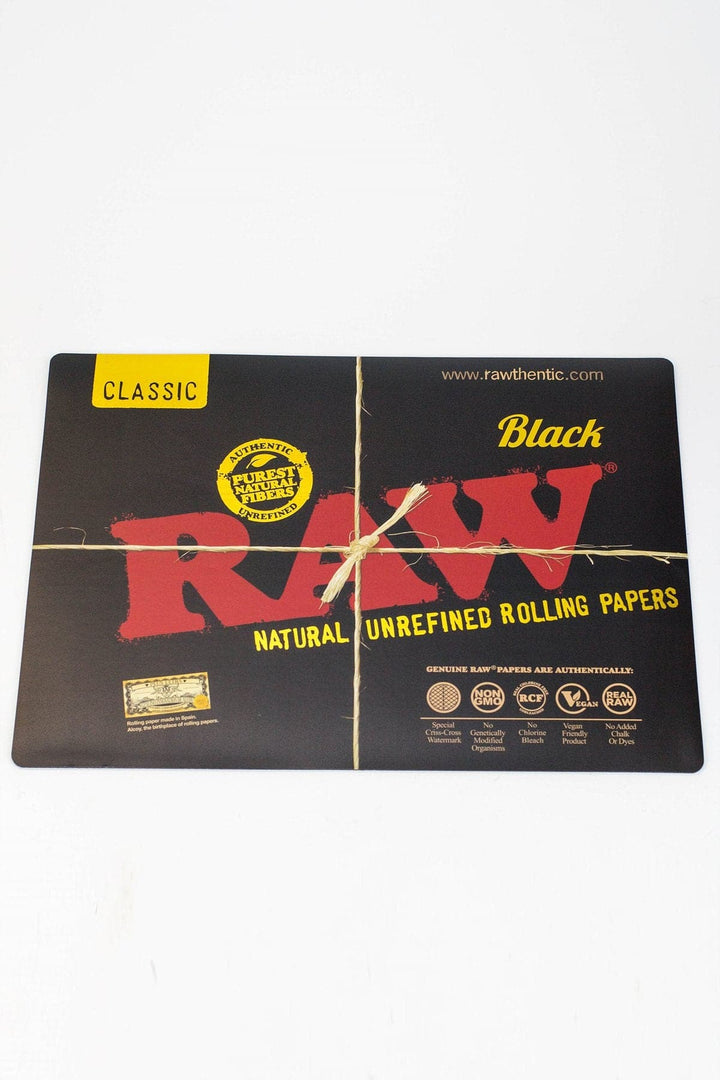 CLASSIC
www.rawthentic.com
Black
AUTHENTIC
PUREST
NATURAL
FIBERS
UNREFINED
RAW®
NATURAL UNREFINED ROLLING PAPERS
Rolling paper made in Spain.
Alcoy, the birthplace of rolling papers.
GENUINE RAW® PAPERS ARE AUTHENTICALLY:
NON
GMO
RCF
VEGAN
REAL
RAW
Special
Criss-Cross
Watermark
No
Genetically
Modified
Organisms
No
Chlorine
Bleach
Vegan
Friendly
Product
No Added
Chalk
Or Dyes